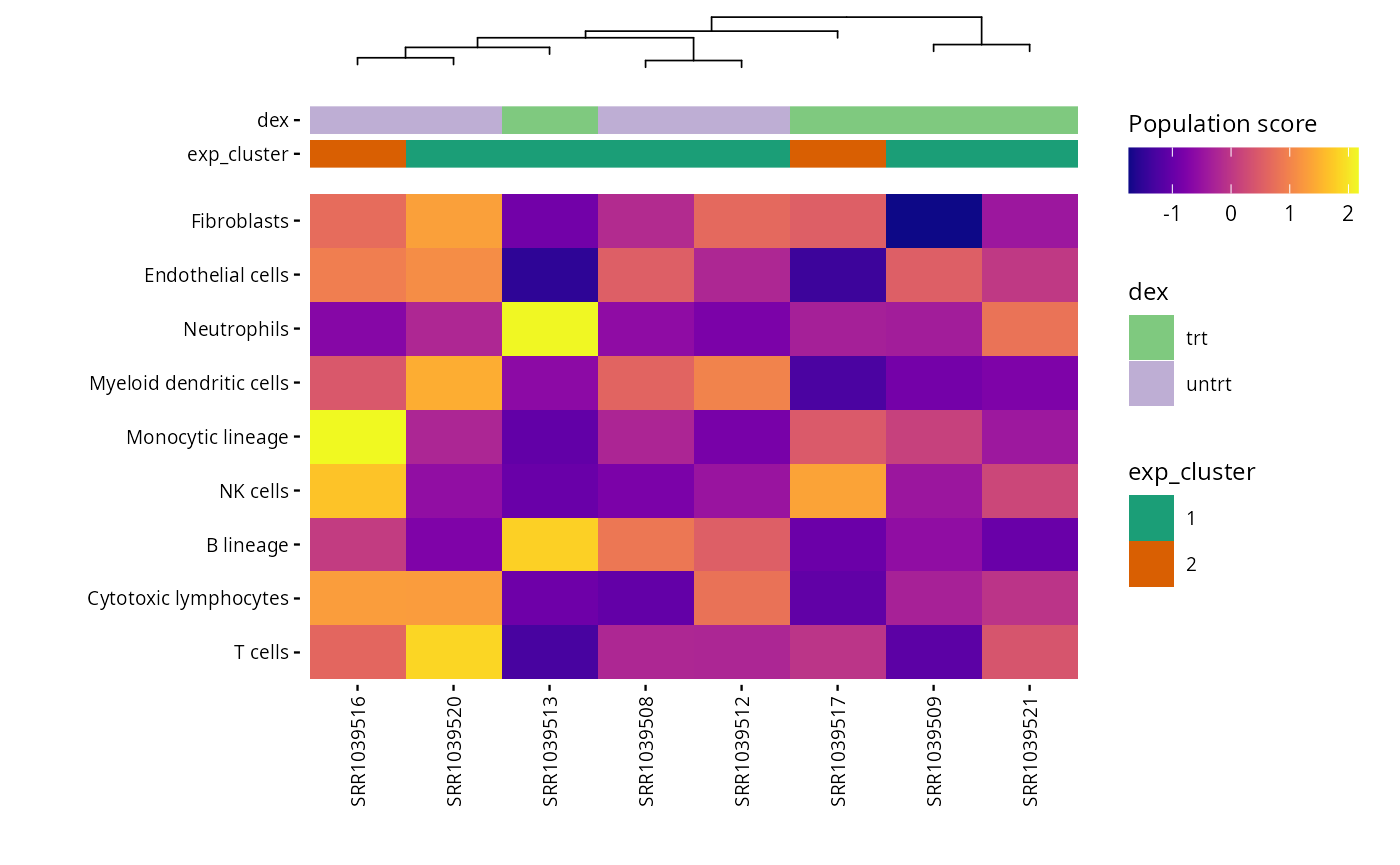 dex
exp_cluster
Fibroblasts
Endothelial cells
Neutrophils
Myeloid dendritic cells
Monocytic lineage
NK cells
B lineage
Cytotoxic lymphocytes
T cells
SRR1039516
SRR1039520
SRR1039513
SRR1039508
SRR1039512
SRR1039517
SRR1039509
SRR1039521
Population score
-1 0 1 2
dex
trt
untrt
exp_cluster
1
2